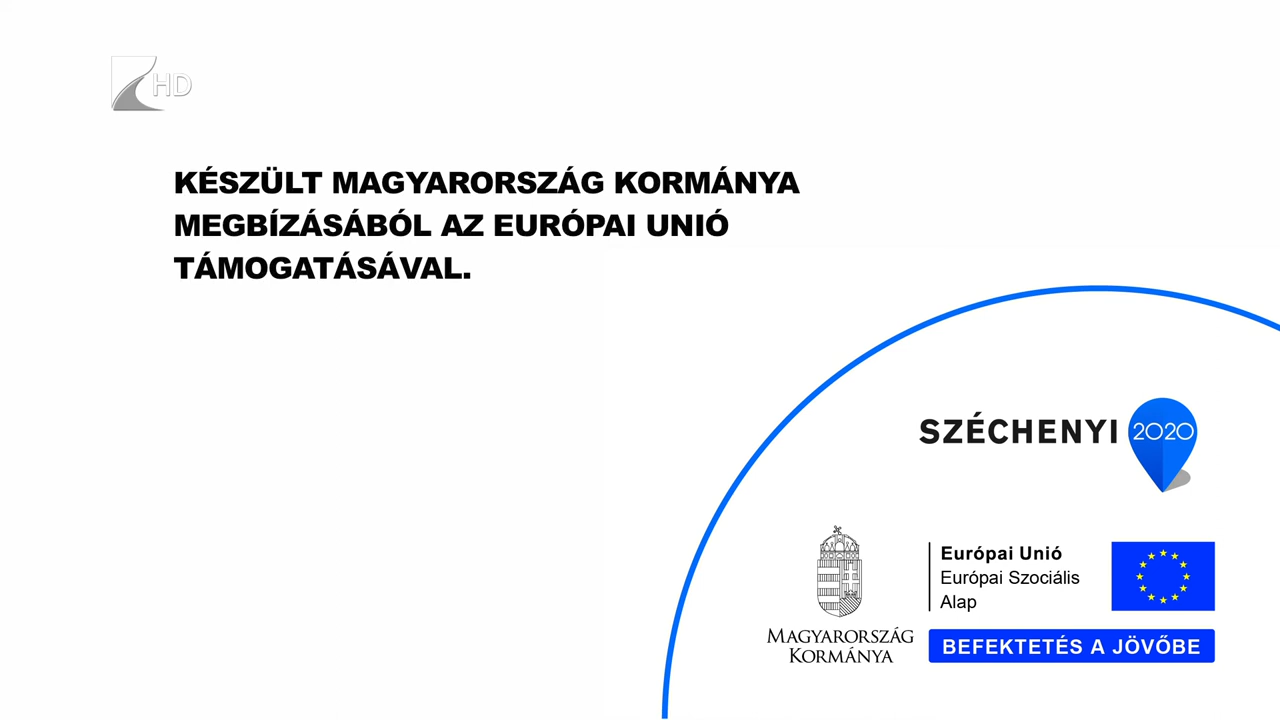 HD
KÉSZÜLT MAGYARORSZÁG KORMÁNYA
MEGBÍZÁSÁBÓL AZ EURÓPAI UNIÓ
TÁMOGATÁSÁVAL.
SZÉCHENYI 2020
Európai Unió
Európai Szociális
Alap
MAGYARORSZÁG
KORMÁNYA
BEFEKTETÉS A JÖVŐBE